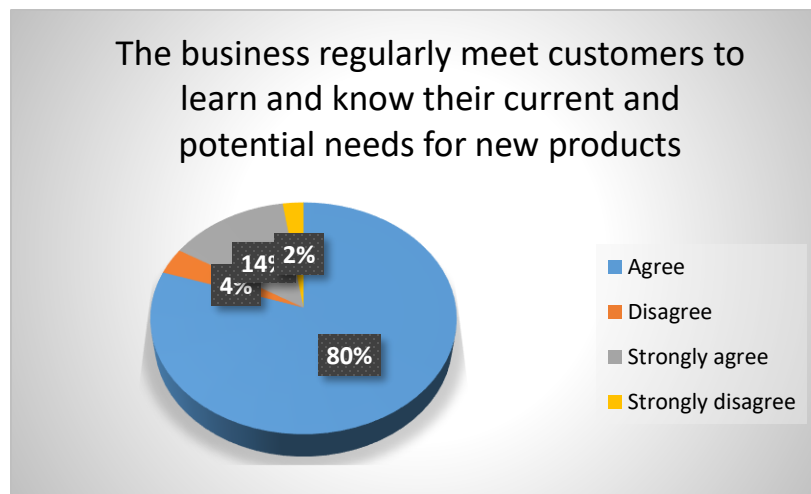 The business regularly meet customers to
learn and know their current and
potential needs for new products
14%
2%
4%
80%
Agree
Disagree
Strongly agree
Strongly disagree